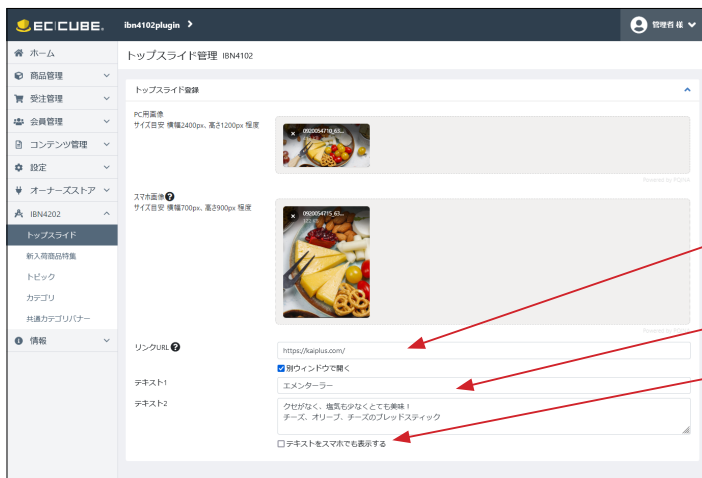 EC CUBE®
ibn4102plugin
管理者 様
ホーム
商品管理
受注管理
会員管理
コンテンツ管理
設定
オーナーズストア
IBN4202
トップスライド
新入荷商品特集
トピック
カテゴリ
共通カテゴリバナー
情報
トップスライド管理 IBN4102
トップスライド登録
PC用画像
サイズ目安 横幅2400px、高さ1200px 程度
0920054710_63...
Powered by PQINA
スマホ画像
サイズ目安 横幅700px、高さ900px 程度
0920054715_63...
Powered by PQINA
リンクURL
https://kaiplus.com/
別ウィンドウで開く
テキスト1
エメンターラー
テキスト2
クセがなく、塩気も少なくとても美味！
チーズ、オリーブ、チーズのブレッドスティック
テキストをスマホでも表示する